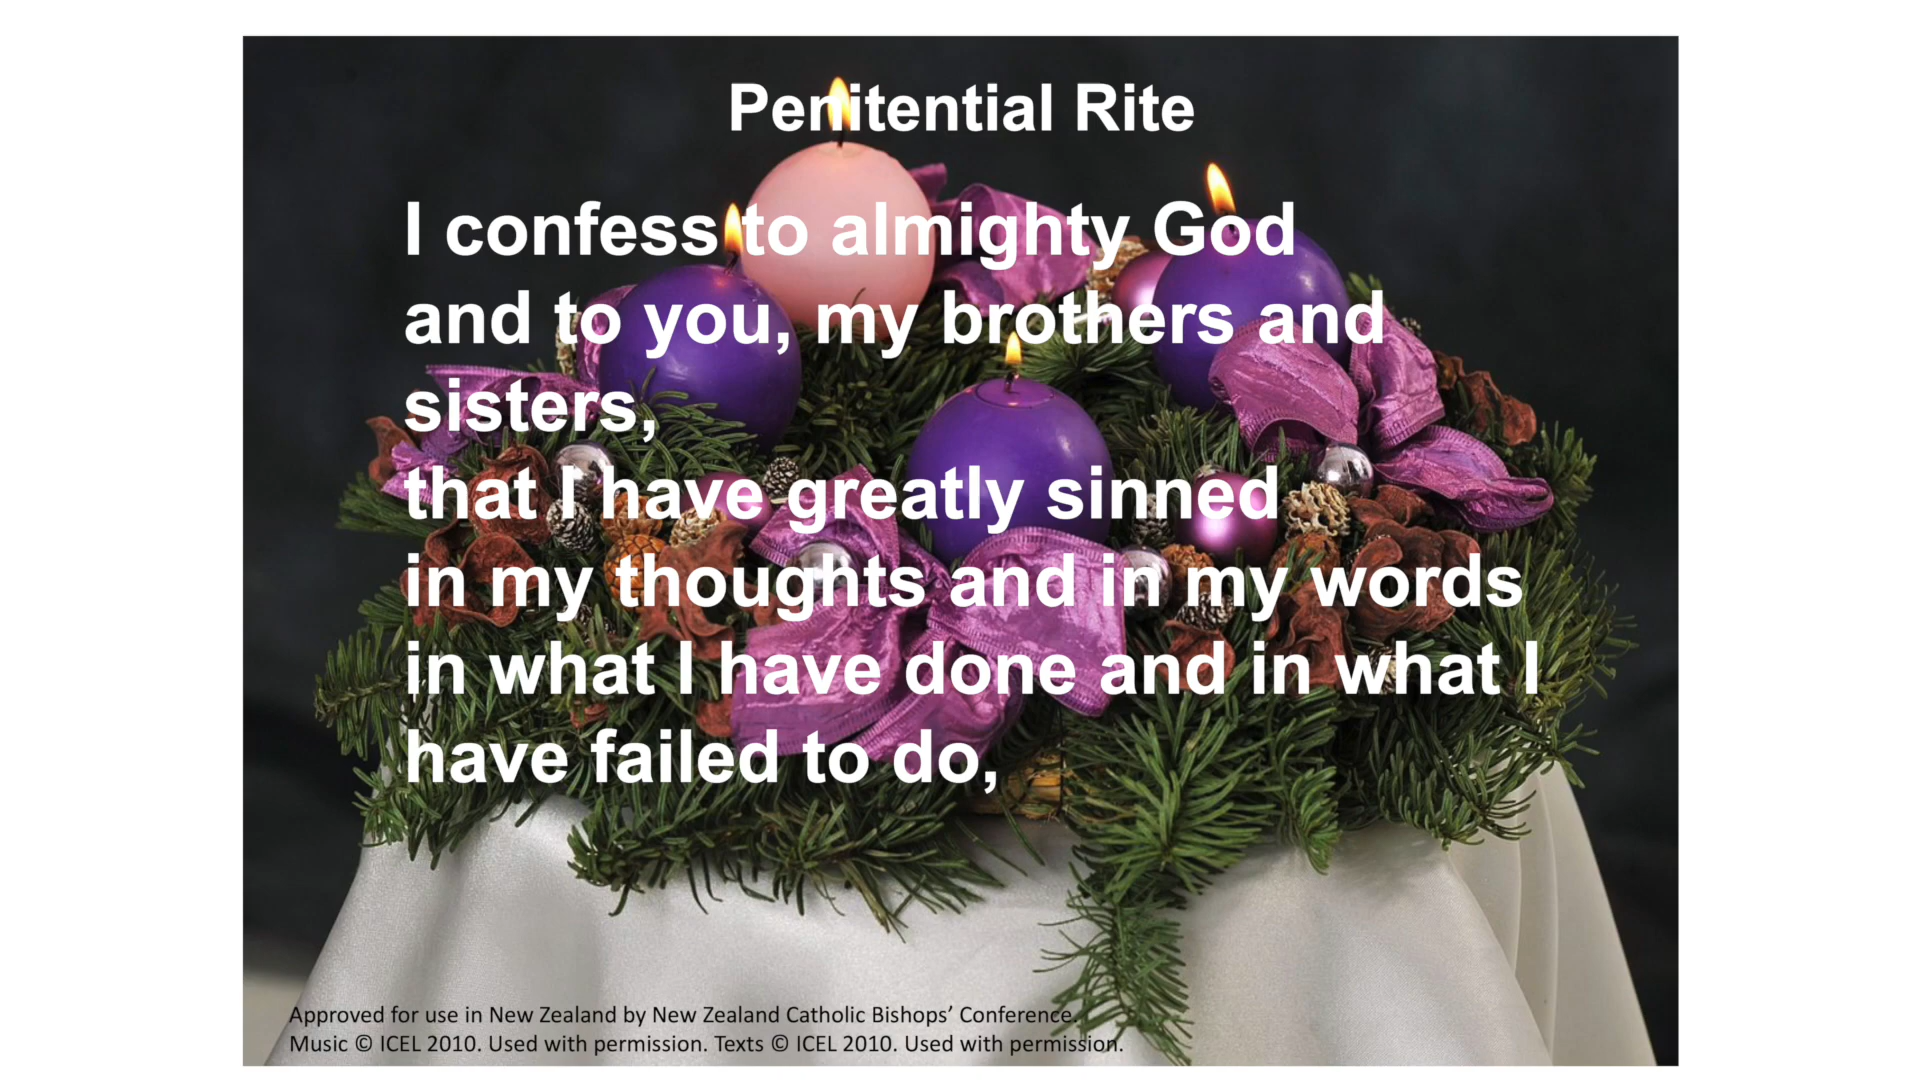 Penitential Rite
I confess to almighty God
and to you, my brothers and
sisters,
that I have greatly sinned
in my thoughts and in my words
in what I have done and in what I
have failed to do,
Approved for use in New Zealand by New Zealand Catholic Bishops’ Conference.
Music © ICEL 2010. Used with permission. Texts © ICEL 2010. Used with permission.